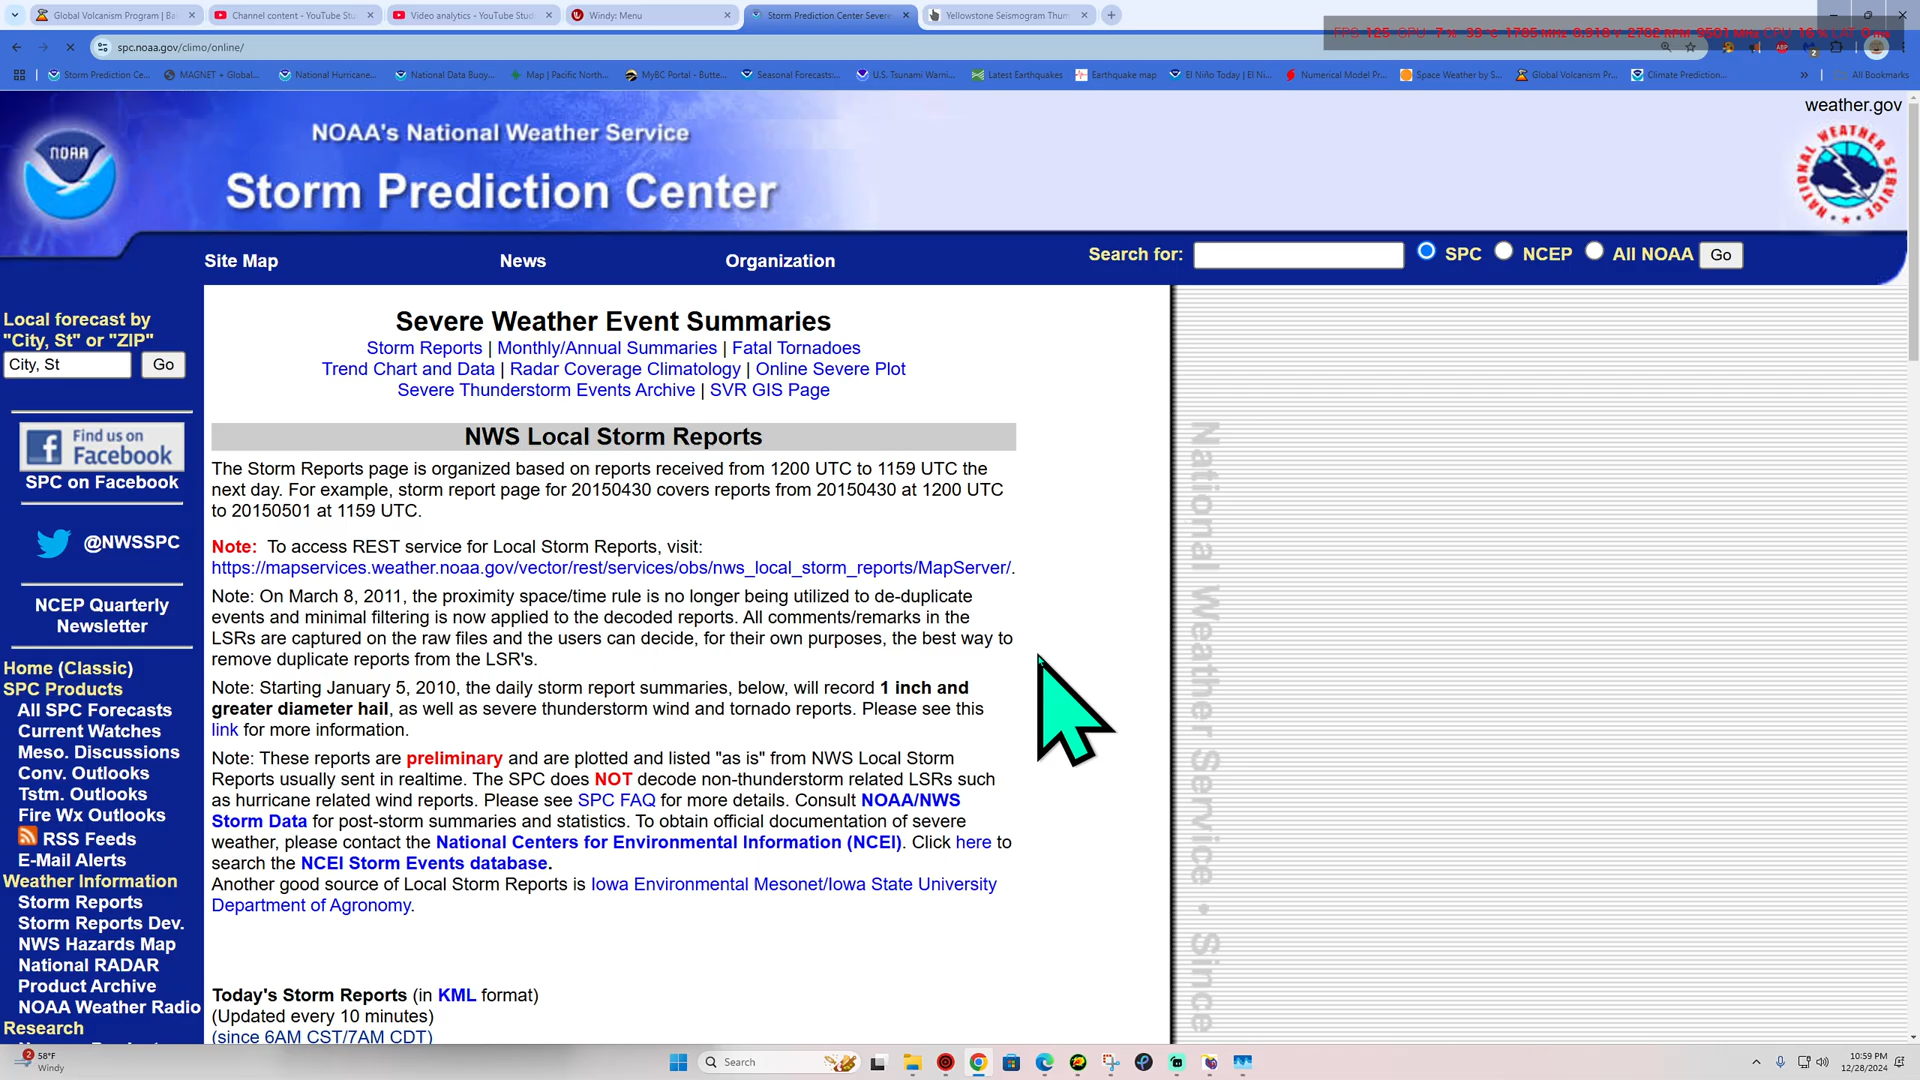 Global Volcanism Program | Ba
Channel content - YouTube Stu
Video analytics - YouTube Stud
Windy: Menu
Storm Prediction Center Severe
Yellowstone Seismogram Thum
spc.noaa.gov/climo/online/
Storm Prediction Ce...
MAGNET + Global...
National Hurricane...
National Data Buoy...
Map | Pacific North...
MyBC Portal - Butte...
Seasonal Forecasts:...
U.S. Tsunami Warni...
Latest Earthquakes
Earthquake map
El Niño Today | El Ni...
Numerical Model Pr...
Space Weather by S...
Global Volcanism Pr...
Climate Prediction...
All Bookmarks
weather.gov
NOAA
NOAA's National Weather Service
Storm Prediction Center
NATIONAL WEATHER SERVICE
Site Map
News
Organization
Search for:
SPC
NCEP
All NOAA
Go
Local forecast by
"City, St" or "ZIP"
City, St
Go
Find us on
Facebook
SPC on Facebook
@NWSSPC
NCEP Quarterly
Newsletter
Home (Classic)
SPC Products
All SPC Forecasts
Current Watches
Meso. Discussions
Conv. Outlooks
Tstm. Outlooks
Fire Wx Outlooks
RSS Feeds
E-Mail Alerts
Weather Information
Storm Reports
Storm Reports Dev.
NWS Hazards Map
National RADAR
Product Archive
NOAA Weather Radio
Research
Severe Weather Event Summaries
Storm Reports | Monthly/Annual Summaries | Fatal Tornadoes
Trend Chart and Data | Radar Coverage Climatology | Online Severe Plot
Severe Thunderstorm Events Archive | SVR GIS Page
NWS Local Storm Reports
The Storm Reports page is organized based on reports received from 1200 UTC to 1159 UTC the
next day. For example, storm report page for 20150430 covers reports from 20150430 at 1200 UTC
to 20150501 at 1159 UTC.
Note: To access REST service for Local Storm Reports, visit:
https://mapservices.weather.noaa.gov/vector/rest/services/obs/nws_local_storm_reports/MapServer/.
Note: On March 8, 2011, the proximity space/time rule is no longer being utilized to de-duplicate
events and minimal filtering is now applied to the decoded reports. All comments/remarks in the
LSRs are captured on the raw files and the users can decide, for their own purposes, the best way to
remove duplicate reports from the LSR's.
Note: Starting January 5, 2010, the daily storm report summaries, below, will record 1 inch and
greater diameter hail, as well as severe thunderstorm wind and tornado reports. Please see this
link for more information.
Note: These reports are preliminary and are plotted and listed "as is" from NWS Local Storm
Reports usually sent in realtime. The SPC does NOT decode non-thunderstorm related LSRs such
as hurricane related wind reports. Please see SPC FAQ for more details. Consult NOAA/NWS
Storm Data for post-storm summaries and statistics. To obtain official documentation of severe
weather, please contact the National Centers for Environmental Information (NCEI). Click here to
search the NCEI Storm Events database.
Another good source of Local Storm Reports is Iowa Environmental Mesonet/Iowa State University
Department of Agronomy.
Today's Storm Reports (in KML format)
(Updated every 10 minutes)
(since 6AM CST/7AM CDT)
National Weather Service • Since
2
58°F
Windy
Search
10:59 PM
12/28/2024